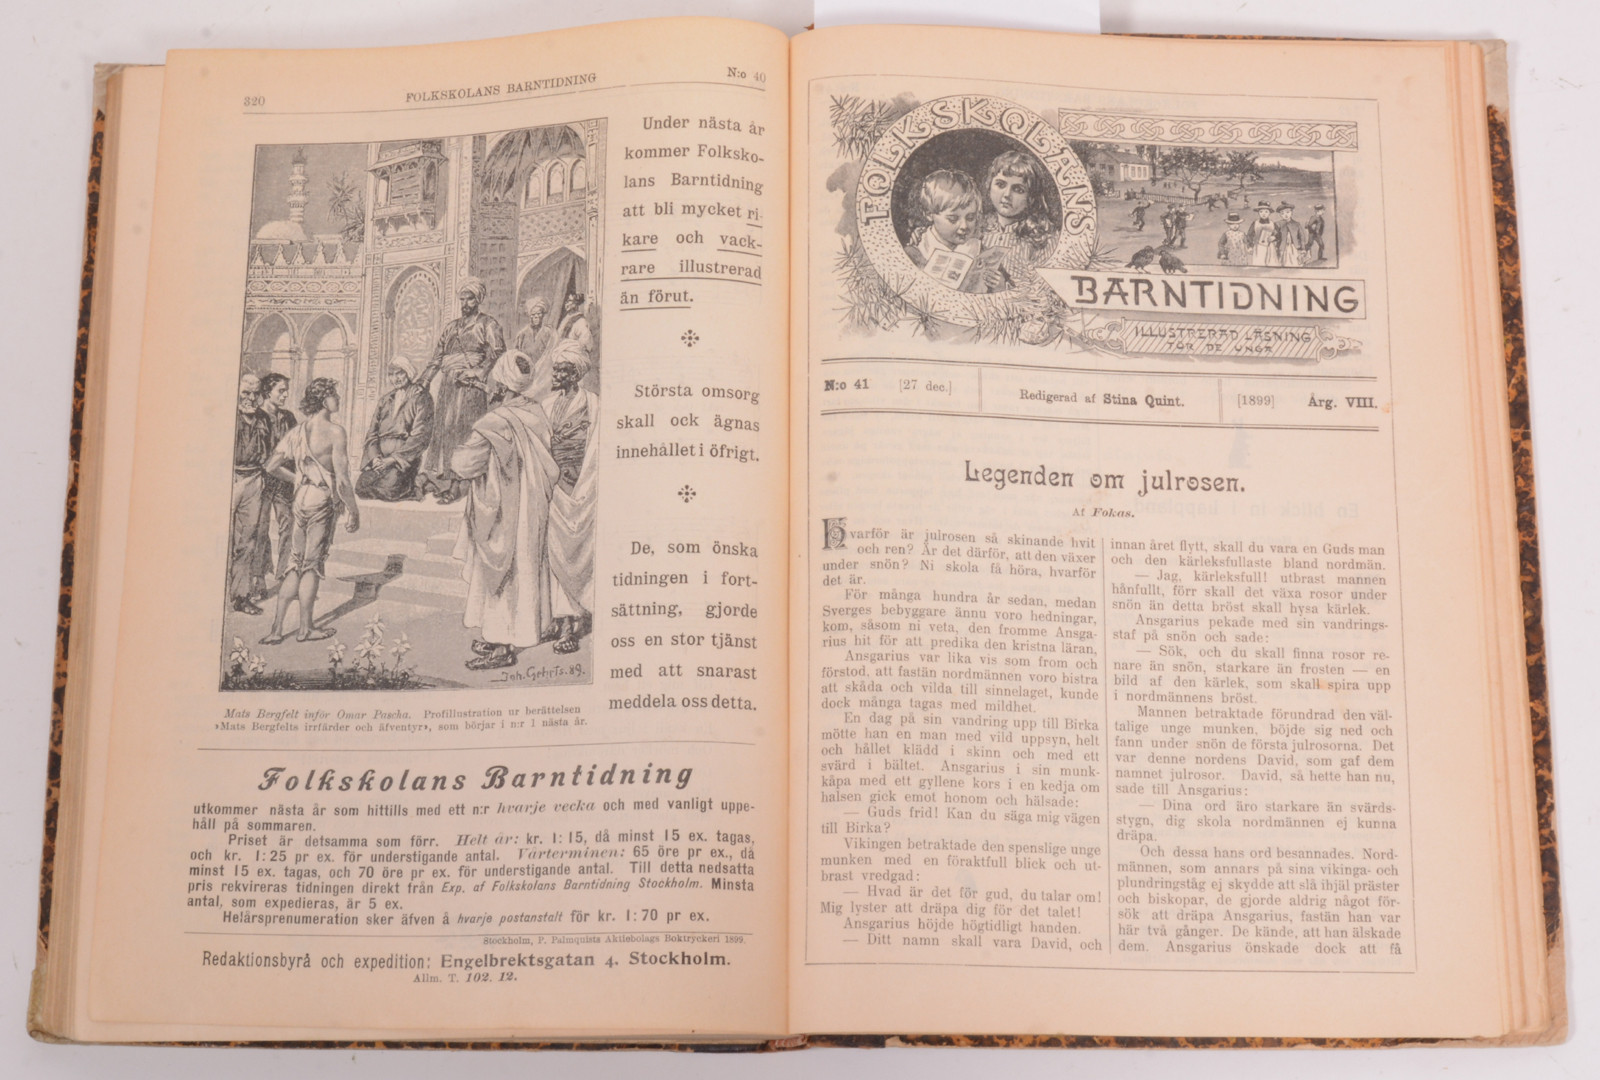 320
FOLKSKOLANS BARNTIDNING
N:o 40
Under nästa år
kommer Folksko-
lans Barntidning
att bli mycket ri-
kare och vack-
rare illustrerad
än förut.
Största omsorg
skall ock ägnas
innehållet i öfrigt.
De, som önska
tidningen i fort-
sättning, gjorde
oss en stor tjänst
med att snarast
meddela oss detta.
Joh. Gehrts. 89.
Mats Bergfelt inför Omar Pascha. Profillustration ur berättelsen
»Mats Bergfelts irrfärder och äfventyr», som börjar i n:r 1 nästa år.
Folkskolans Barntidning
utkommer nästa år som hittills med ett n:r hvarje vecka och med vanligt uppe-
håll på sommaren.
Priset är detsamma som förr. Helt år: kr. 1:15, då minst 15 ex. tagas,
och kr. 1:25 pr ex. för understigande antal. Vårterminen: 65 öre pr ex., då
minst 15 ex. tagas, och 70 öre pr ex. för understigande antal. Till detta nedsatta
pris rekvireras tidningen direkt från Exp. af Folkskolans Barntidning Stockholm. Minsta
antal, som expedieras, är 5 ex.
Helårsprenumeration sker äfven å hvarje postanstalt för kr. 1:70 pr ex.
Stockholm, P. Palmquists Aktiebolags Boktryckeri 1899.
Redaktionsbyrå och expedition: Engelbrektsgatan 4, Stockholm.
Allm. T. 102. 12.
FOLKSKOLANS
BARNTIDNING
ILLUSTRERAD LÄSNING
FÖR DE UNGA
N:o 41 [27 dec.] Redigerad af Stina Quint. [1899] Årg. VIII.
Legenden om julrosen.
Af Fokas.
Hvarför är julrosen så skinande hvit
och ren? Är det därför, att den växer
under snön? Ni skola få höra, hvarför
det är.
För många hundra år sedan, medan
Sverges bebyggare ännu voro hedningar,
kom, såsom ni veta, den fromme Ansga-
rius hit för att predika den kristna läran,
Ansgarius var lika vis som from och
förstod, att fastän nordmännen voro bistra
att skåda och vilda till sinnelaget, kunde
dock många tagas med mildhet.
En dag på sin vandring upp till Birka
mötte han en man med vild uppsyn, helt
och hållet klädd i skinn och med ett
svärd i bältet. Ansgarius i sin munk-
kåpa med ett gyllene kors i en kedja om
halsen gick emot honom och hälsade:
— Guds frid! Kan du säga mig vägen
till Birka?
Vikingen betraktade den spenslige unge
munken med en föraktfull blick och ut-
brast vredgad:
— Hvad är det för gud, du talar om!
Mig lyster att dräpa dig för det talet!
Ansgarius höjde högtidligt handen.
— Ditt namn skall vara David, och
innan året flytt, skall du vara en Guds man
och den kärleksfullaste bland nordmän.
— Jag, kärleksfull! utbrast mannen
hånfullt, förr skall det växa rosor under
snön än detta bröst skall hysa kärlek.
Ansgarius pekade med sin vandrings-
staf på snön och sade:
— Sök, och du skall finna rosor re-
nare än snön, starkare än frosten — en
bild af den kärlek, som skall spira upp
i nordmännens bröst.
Mannen betraktade förundrad den väl-
talige unge munken, böjde sig ned och
fann under snön de första julrosorna. Det
var denne nordens David, som gaf dem
namnet julrosor. David, så hette han nu,
sade till Ansgarius:
— Dina ord äro starkare än svärds-
stygn, dig skola nordmännen ej kunna
dräpa.
Och dessa hans ord besannades. Nord-
männen, som annars på sina vikinga- och
plundringståg ej skydde att slå ihjäl präster
och biskopar, de gjorde aldrig något för-
sök att dräpa Ansgarius, fastän han var
här två gånger. De kände, att han älskade
dem. Ansgarius önskade dock att få